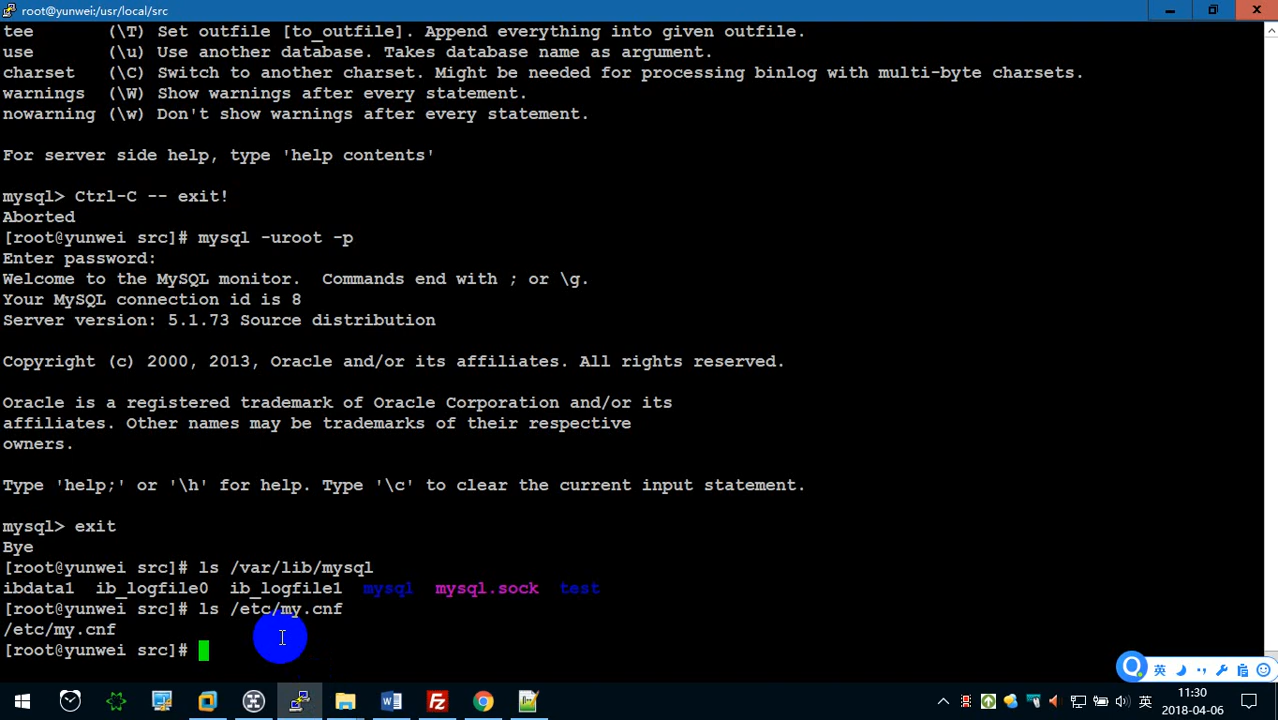 root@yunwei:/usr/local/src
tee       (\T) Set outfile [to_outfile]. Append everything into given outfile.
use       (\u) Use another database. Takes database name as argument.
charset   (\C) Switch to another charset. Might be needed for processing binlog with multi-byte charsets.
warnings  (\W) Show warnings after every statement.
nowarning (\w) Don't show warnings after every statement.
For server side help, type 'help contents'
mysql> Ctrl-C -- exit!
Aborted
[root@yunwei src]# mysql -uroot -p
Enter password:
Welcome to the MySQL monitor.  Commands end with ; or \g.
Your MySQL connection id is 8
Server version: 5.1.73 Source distribution
Copyright (c) 2000, 2013, Oracle and/or its affiliates. All rights reserved.
Oracle is a registered trademark of Oracle Corporation and/or its
affiliates. Other names may be trademarks of their respective
owners.
Type 'help;' or '\h' for help. Type '\c' to clear the current input statement.
mysql> exit
Bye
[root@yunwei src]# ls /var/lib/mysql
ibdata1  ib_logfile0  ib_logfile1  mysql  mysql.sock  test
[root@yunwei src]# ls /etc/my.cnf
/etc/my.cnf
[root@yunwei src]#
英
英
11:30
2018-04-06